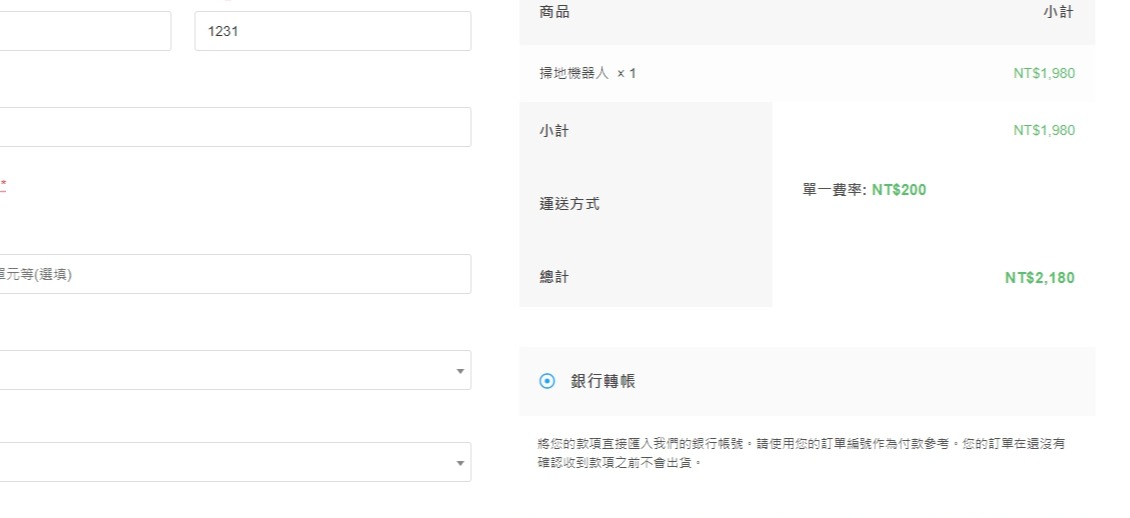 商品 小計
1231
掃地機器人 × 1 NT$1,980
小計 NT$1,980
*
運送方式 單一費率: NT$200
元等(選填)
總計 NT$2,180
銀行轉帳
將您的款項直接匯入我們的銀行帳號。請使用您的訂單編號作為付款參考。您的訂單在還沒有
確認收到款項之前不會出貨。